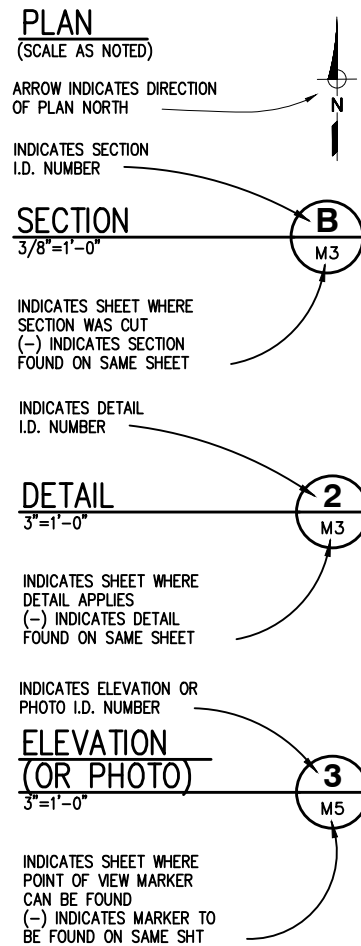 PLAN
(SCALE AS NOTED)
ARROW INDICATES DIRECTION
OF PLAN NORTH
N
INDICATES SECTION
I.D. NUMBER
SECTION
3/8"=1'-0"
B
M3
INDICATES SHEET WHERE
SECTION WAS CUT
(-) INDICATES SECTION
FOUND ON SAME SHEET
INDICATES DETAIL
I.D. NUMBER
DETAIL
3"=1'-0"
2
M3
INDICATES SHEET WHERE
DETAIL APPLIES
(-) INDICATES DETAIL
FOUND ON SAME SHEET
INDICATES ELEVATION OR
PHOTO I.D. NUMBER
ELEVATION
(OR PHOTO)
3"=1'-0"
3
M5
INDICATES SHEET WHERE
POINT OF VIEW MARKER
CAN BE FOUND
(-) INDICATES MARKER TO
BE FOUND ON SAME SHT